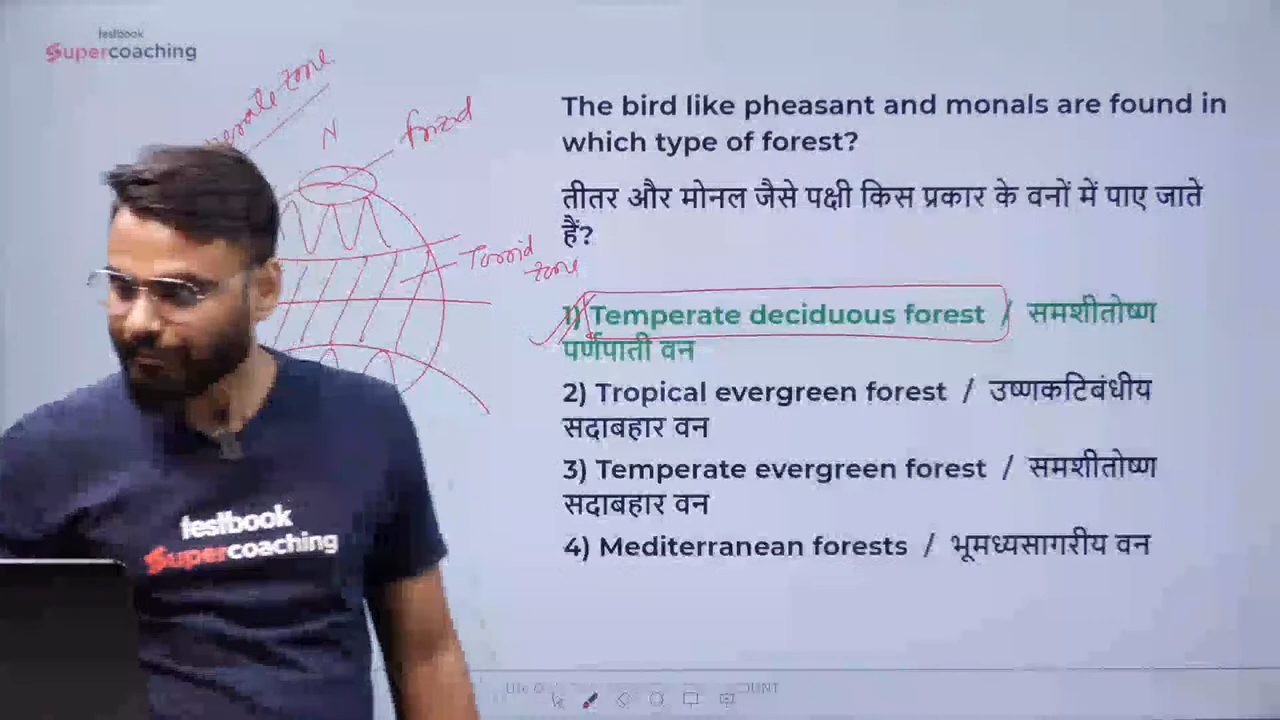 testbook
Supercoaching
zone
N
frizid
Torrid
zone
The bird like pheasant and monals are found in
which type of forest?
तीतर और मोनल जैसे पक्षी किस प्रकार के वनों में पाए जाते
हैं?
1) Temperate deciduous forest / समशीतोष्ण
पर्णपाती वन
2) Tropical evergreen forest / उष्णकटिबंधीय
सदाबहार वन
3) Temperate evergreen forest / समशीतोष्ण
सदाबहार वन
4) Mediterranean forests / भूमध्यसागरीय वन
testbook
Supercoaching